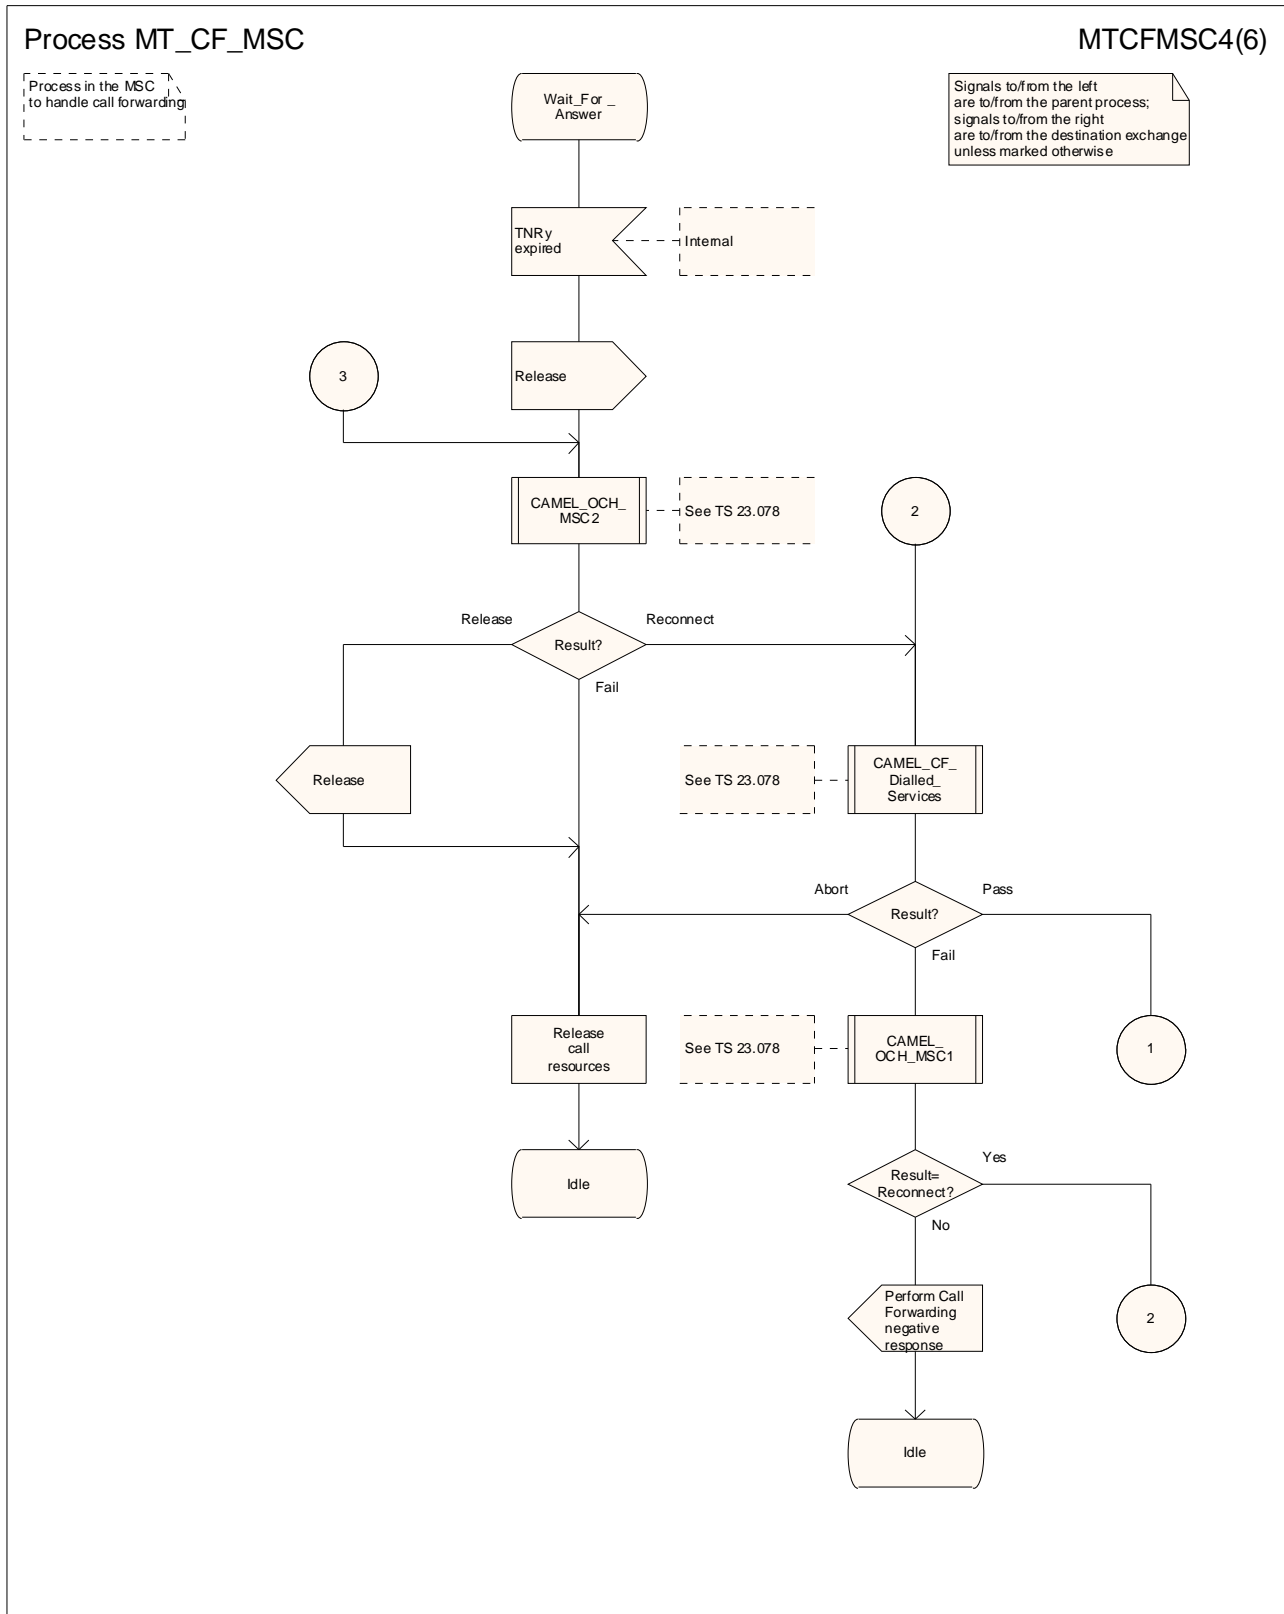 Process MT_CF_MSC
MTCFMSC4(6)
Process in the MSC
to handle call forwarding
Wait_For_
Answer
Signals to/from the left
are to/from the parent process;
signals to/from the right
are to/from the destination exchange
unless marked otherwise
TNRy
expired
Internal
3
Release
CAMEL_OCH_
MSC2
See TS 23.078
2
Release
Result?
Reconnect
Fail
Release
See TS 23.078
CAMEL_CF_
Dialled_
Services
Abort
Result?
Pass
Fail
Release
call
resources
See TS 23.078
CAMEL_
OCH_MSC1
1
Idle
Result=
Reconnect?
Yes
No
Perform Call
Forwarding
negative
response
2
Idle